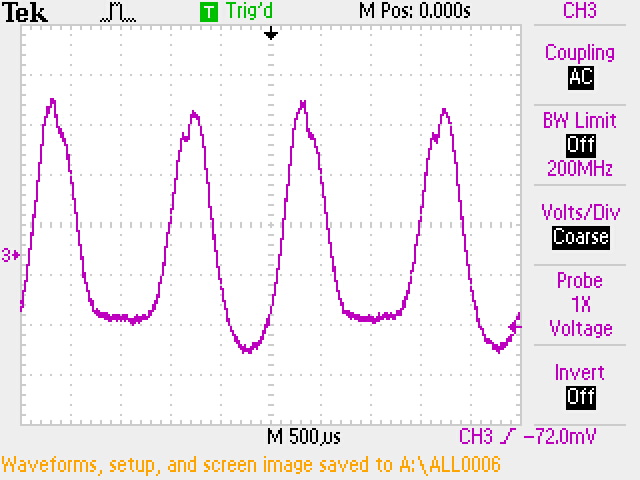 Tek T Trig'd M Pos: 0.000s CH3
Coupling
AC
BW Limit
Off
200MHz
Volts/Div
Coarse
3
Probe
1X
Voltage
Invert
Off
M 500µs CH3 -72.0mV
Waveforms, setup, and screen image saved to A:\ALL0006